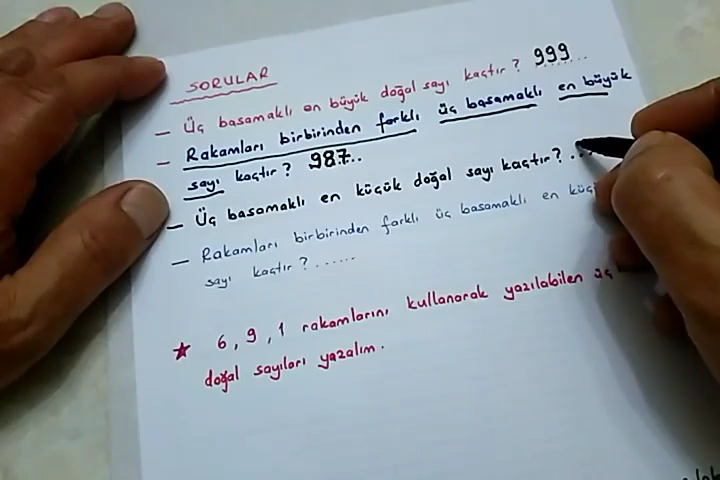 SORULAR
– Üç basamaklı en büyük doğal sayı kaçtır? 999......
– Rakamları birbirinden farklı üç basamaklı en büyük
sayı kaçtır? 987..
– Üç basamaklı en küçük doğal sayı kaçtır? ...
– Rakamları birbirinden farklı üç basamaklı en
sayı kaçtır?......
★ 6, 9, 1 rakamlarını kullanarak yazılabilen üç
doğal sayıları yazalım.